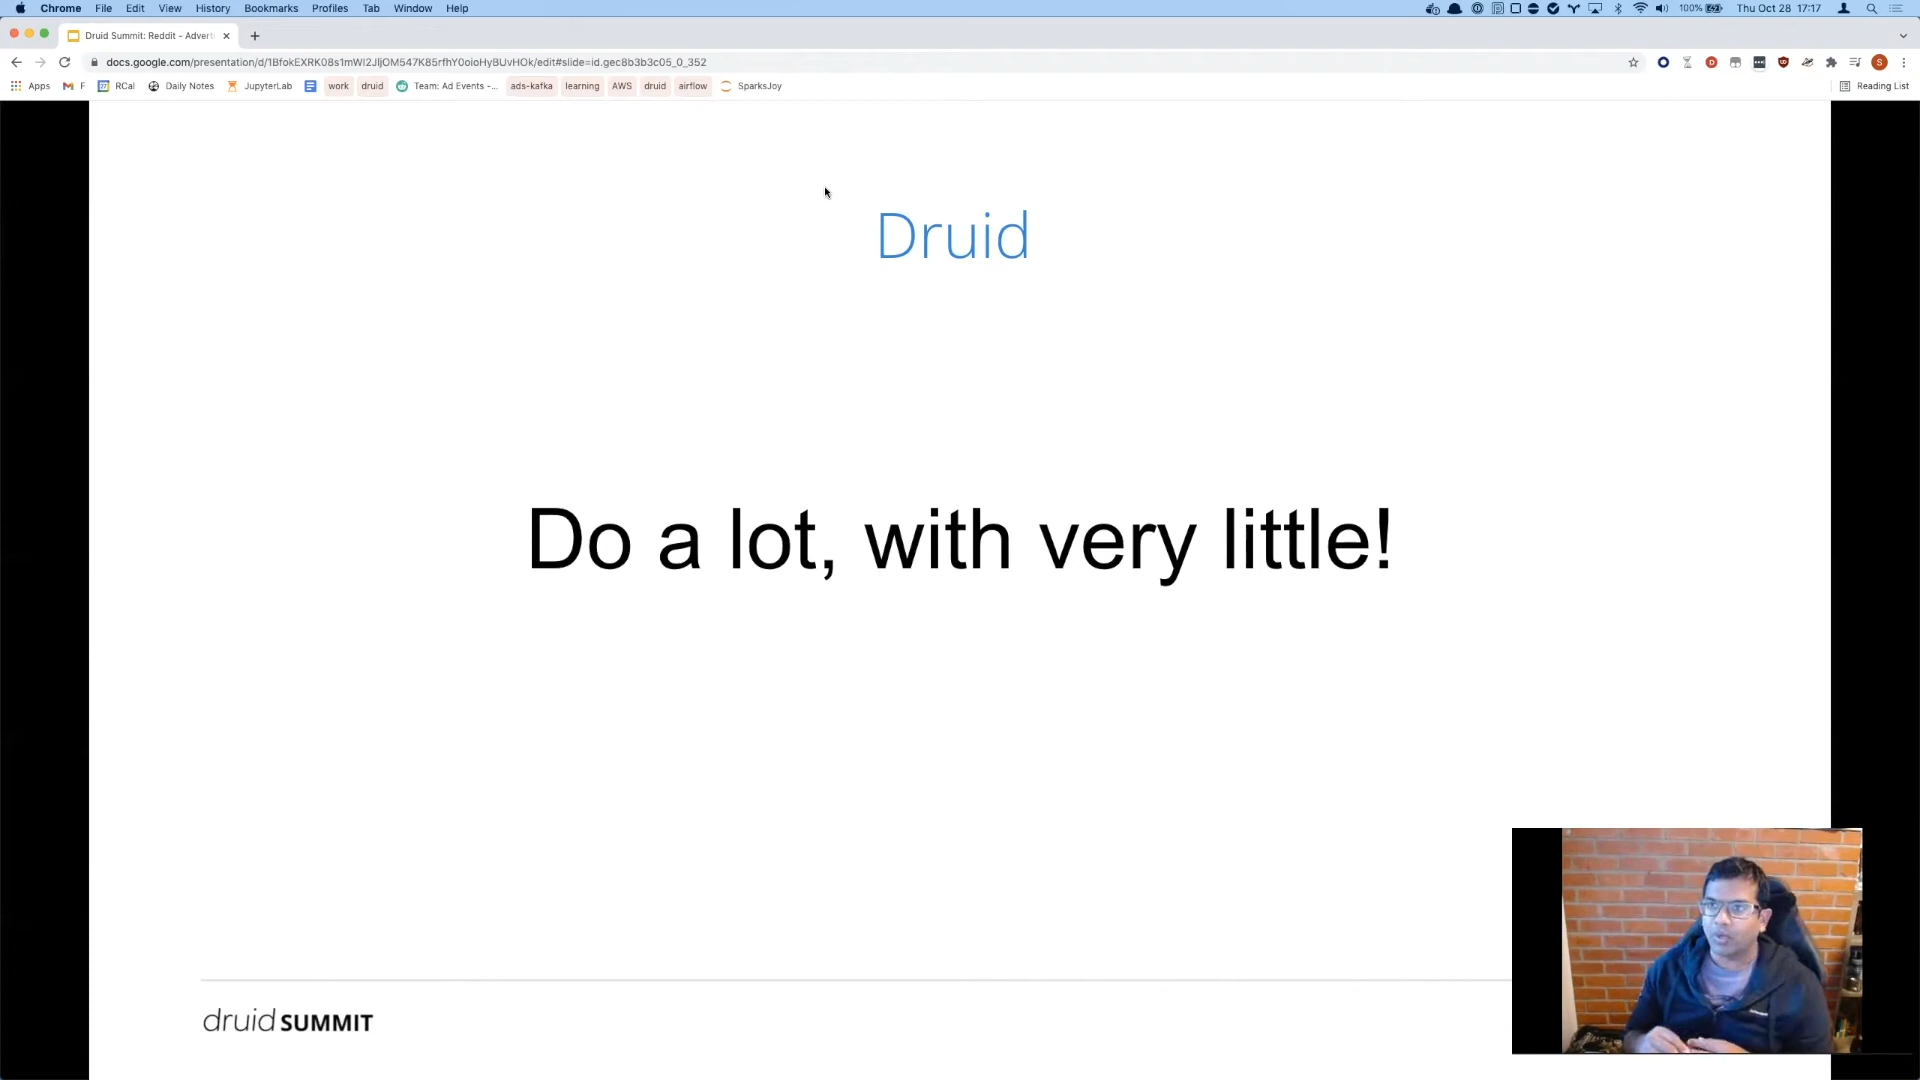 Chrome File Edit View History Bookmarks Profiles Tab Window Help 100% Thu Oct 28 17:17
Druid Summit: Reddit - Advert
docs.google.com/presentation/d/1BfokEXRK08s1mWI2JljOM547K85rfhY0oioHyBUvHOk/edit#slide=id.gec8b3b3c05_0_352
Apps F RCal Daily Notes JupyterLab work druid Team: Ad Events -... ads-kafka learning AWS druid airflow SparksJoy Reading List
Druid
Do a lot, with very little!
druid SUMMIT